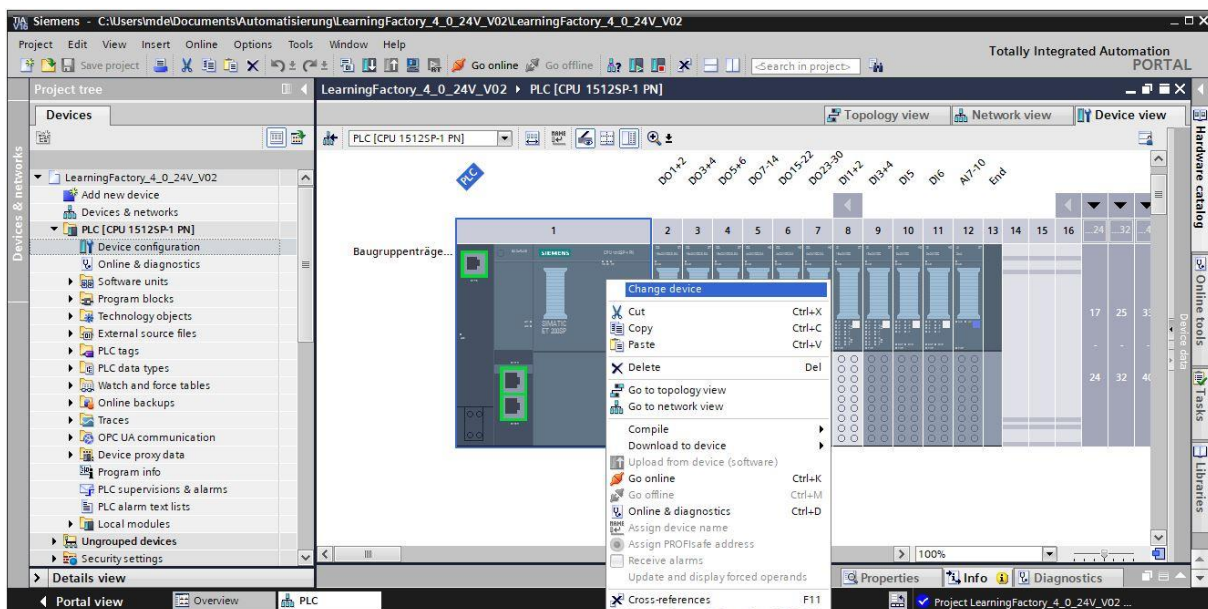 Siemens - C:\Users\mde\Documents\Automatisierung\LearningFactory_4_0_24V_V02\LearningFactory_4_0_24V_V02
Project Edit View Insert Online Options Tools Window Help
Totally Integrated Automation
PORTAL
Save project Go online Go offline <Search in project>
Project tree
LearningFactory_4_0_24V_V02 PLC [CPU 1512SP-1 PN]
Devices
Topology view Network view Device view
PLC [CPU 1512SP-1 PN]
Devices & networks
LearningFactory_4_0_24V_V02
Add new device
Devices & networks
PLC [CPU 1512SP-1 PN]
Device configuration
Online & diagnostics
Software units
Program blocks
Technology objects
External source files
PLC tags
PLC data types
Watch and force tables
Online backups
Traces
OPC UA communication
Device proxy data
Program info
PLC supervisions & alarms
PLC alarm text lists
Local modules
Ungrouped devices
Security settings
Details view
PLC DO1+2 DO3+4 DO5+6 DO7-14 DO15-22 DO23-30 DI1+2 DI3+4 DI5 DI6 AI7-10 End
1 2 3 4 5 6 7 8 9 10 11 12 13 14 15 16 ...24 ...32
Baugruppenträge...
SIEMENS
SIMATIC
ET 200SP
17 25
- -
24 32
Change device
Cut Ctrl+X
Copy Ctrl+C
Paste Ctrl+V
Delete Del
Go to topology view
Go to network view
Compile
Download to device
Upload from device (software)
Go online Ctrl+K
Go offline Ctrl+M
Online & diagnostics Ctrl+D
Assign device name
Assign PROFIsafe address
Receive alarms
Update and display forced operands
Cross-references F11
100%
Properties Info Diagnostics
Hardware catalog
Online tools
Tasks
Libraries
Device data
Portal view Overview PLC
Project LearningFactory_4_0_24V_V02 ...